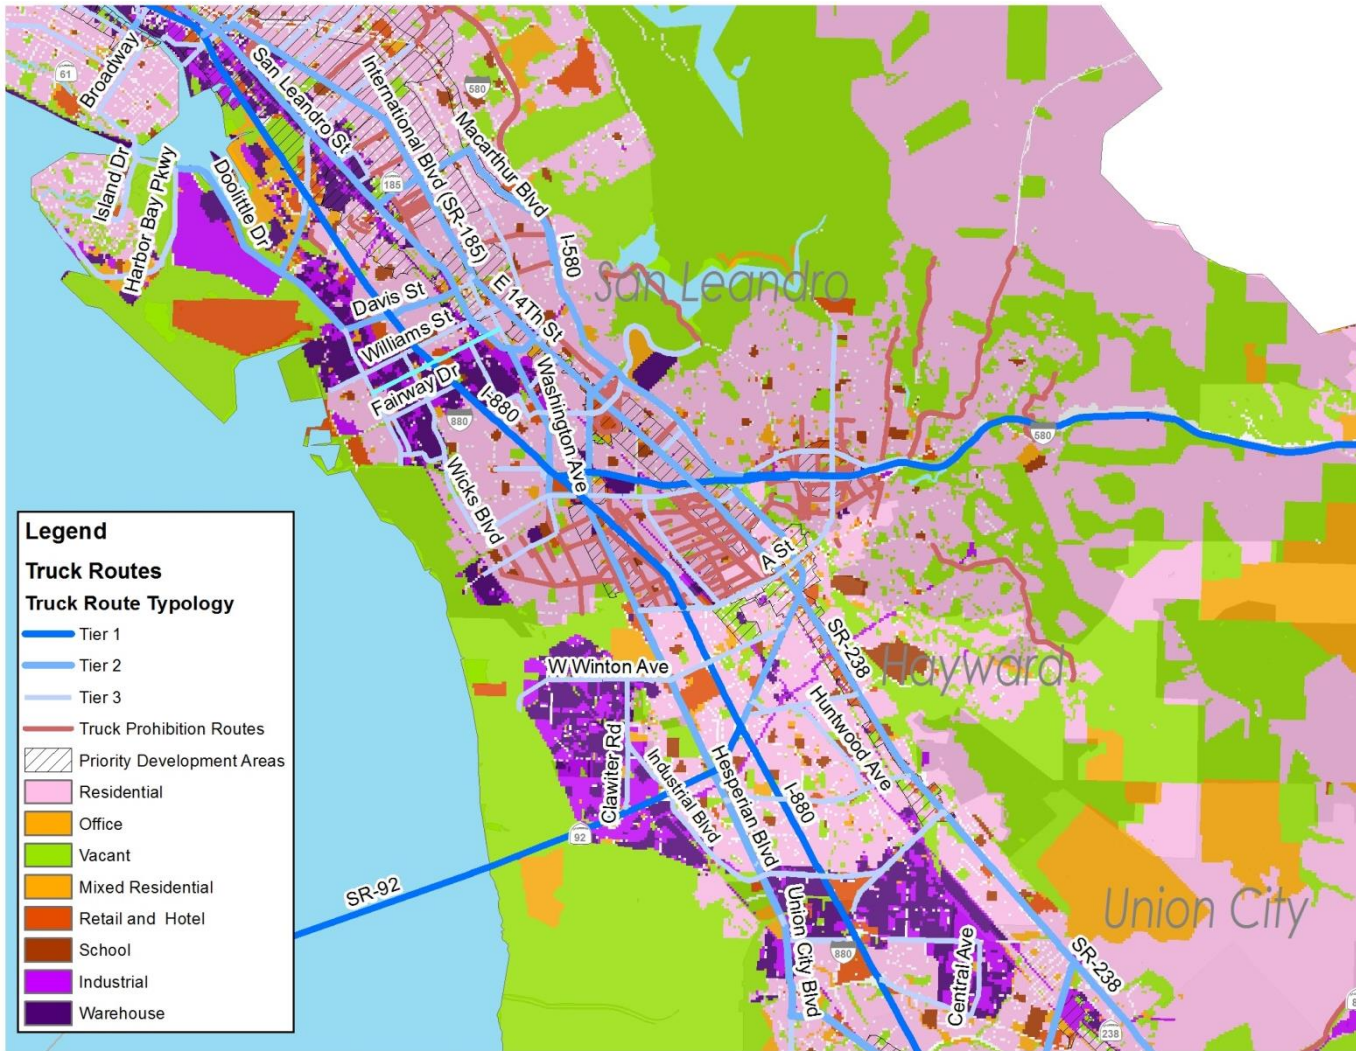 Broadway
61
San Leandro St
International Blvd (SR-185)
580
Macarthur Blvd
Island Dr
Harbor Bay Pkwy
Doolittle Dr
185
I-580
San Leandro
Davis St
E 14Th St
Williams St
Fairway Dr
I-880
Washington Ave
880
580
Wicks Blvd
A St
SR-238
Hayward
W Winton Ave
Huntwood Ave
Clawiter Rd
Industrial Blvd
Hesperian Blvd
I-880
92
SR-92
Union City Blvd
Union City
880
Central Ave
SR-238
238
Legend
Truck Routes
Truck Route Typology
Tier 1
Tier 2
Tier 3
Truck Prohibition Routes
Priority Development Areas
Residential
Office
Vacant
Mixed Residential
Retail and Hotel
School
Industrial
Warehouse